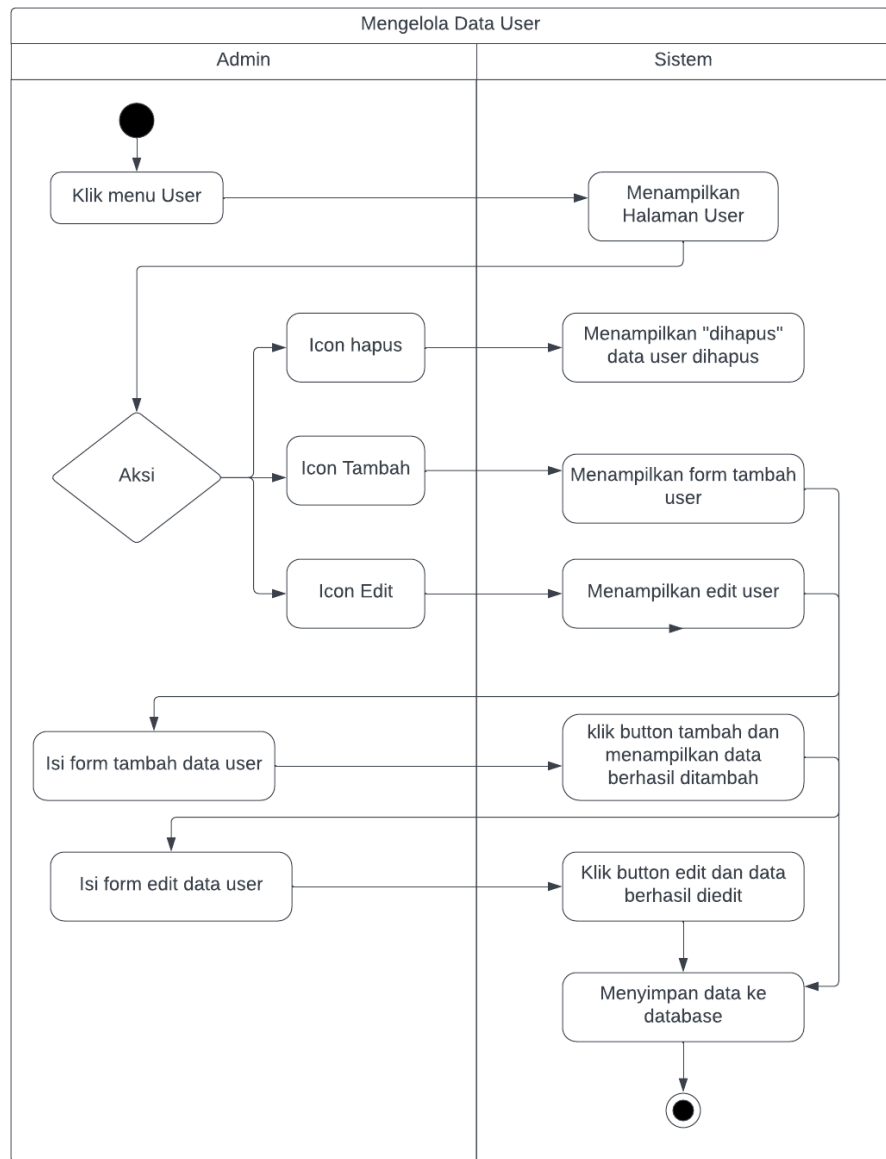 Mengelola Data User
Admin
Sistem
Klik menu User
Menampilkan
Halaman User
Icon hapus
Menampilkan "dihapus"
data user dihapus
Aksi
Icon Tambah
Menampilkan form tambah
user
Icon Edit
Menampilkan edit user
Isi form tambah data user
klik button tambah dan
menampilkan data
berhasil ditambah
Isi form edit data user
Klik button edit dan data
berhasil diedit
Menyimpan data ke
database